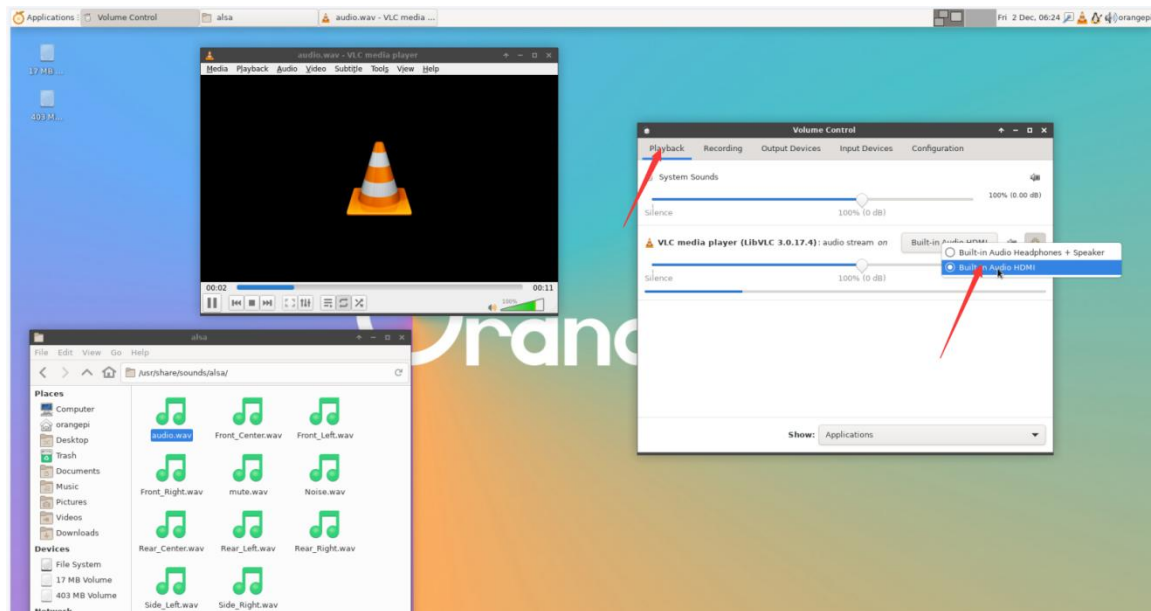 Applications
Volume Control
alsa
audio.wav - VLC media ...
Fri 2 Dec, 06:24
orangepi
17 MB ...
403 M...
audio.wav - VLC media player
Media Playback Audio Video Subtitle Tools View Help
00:02
00:11
100%
Volume Control
Playback Recording Output Devices Input Devices Configuration
System Sounds
100% (0.00 dB)
Silence
100% (0 dB)
VLC media player (LibVLC 3.0.17.4): audio stream on
Built-in Audio HDMI
Built-in Audio Headphones + Speaker
Built-in Audio HDMI
Silence
100% (0 dB)
Show: Applications
Orang
alsa
File Edit View Go Help
/usr/share/sounds/alsa/
Places
Computer
orangepi
Desktop
Trash
Documents
Music
Pictures
Videos
Downloads
Devices
File System
17 MB Volume
403 MB Volume
Network
audio.wav
Front_Center.wav
Front_Left.wav
Front_Right.wav
mute.wav
Noise.wav
Rear_Center.wav
Rear_Left.wav
Rear_Right.wav
Side_Left.wav
Side_Right.wav